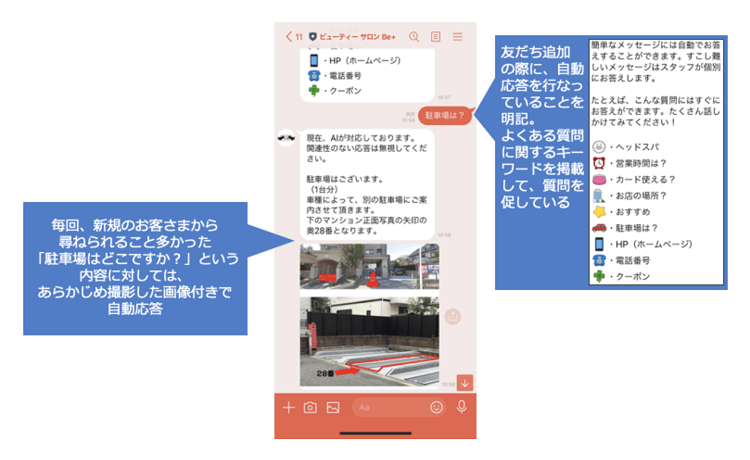 毎回、新規のお客さまから
尋ねられること多かった
「駐車場はどこですか？」という
内容に対しては、
あらかじめ撮影した画像付きで
自動応答
11 ビューティー サロン Be+
・HP（ホームページ）
・電話番号
・クーポン
駐車場は？
現在、AIが対応しております。
関連性のない応答は無視してくだ
さい。
駐車場はございます。
（1台分）
車種によって、別の駐車場にご案
内させて頂きます。
下のマンション正面写真の矢印の
奥28番となります。
28番
Aa
友だち追加
の際に、自動
応答を行なっ
ていることを
明記。
よくある質問
に関するキー
ワードを掲載
して、質問を
促している
簡単なメッセージには自動でお答
えすることができます。すこし難
しいメッセージはスタッフが個別
にお答えします。
たとえば、こんな質問にはすぐに
お答えができます。たくさん話し
かけてみてください！
・ヘッドスパ
・営業時間は？
・カード使える？
・お店の場所？
・おすすめ
・駐車場は？
・HP（ホームページ）
・電話番号
・クーポン